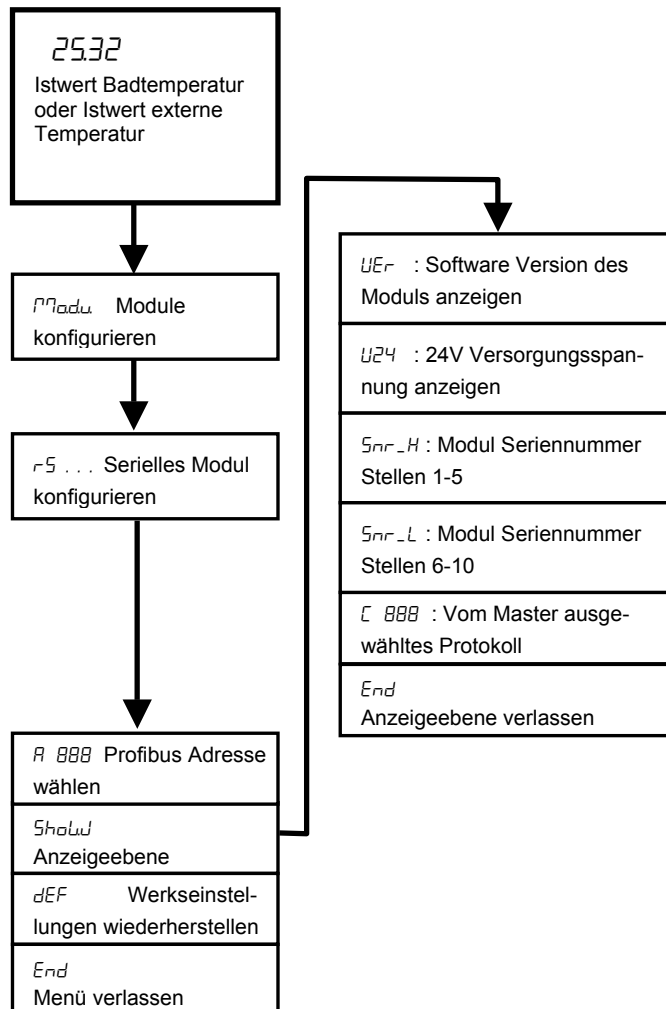 25.32
Istwert Badtemperatur
oder Istwert externe
Temperatur
Modu. Module
konfigurieren
rS . . . Serielles Modul
konfigurieren
A 888 Profibus Adresse
wählen
ShoW
Anzeigeebene
dEF Werkseinstel-
lungen wiederherstellen
End
Menü verlassen
UEr : Software Version des
Moduls anzeigen
U24 : 24V Versorgungsspan-
nung anzeigen
Snr_H : Modul Seriennummer
Stellen 1-5
Snr_L : Modul Seriennummer
Stellen 6-10
C 888 : Vom Master ausge-
wähltes Protokoll
End
Anzeigeebene verlassen